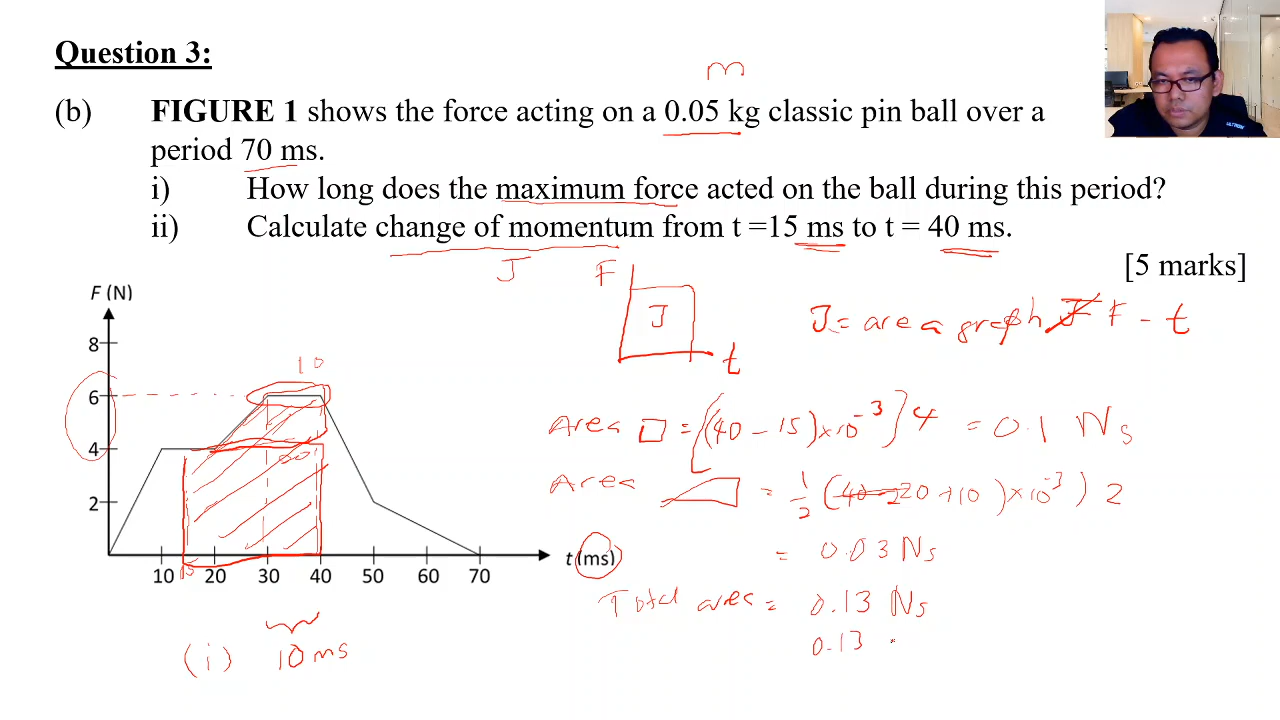 Question 3:
m
(b) FIGURE 1 shows the force acting on a 0.05 kg classic pin ball over a
period 70 ms.
i) How long does the maximum force acted on the ball during this period?
ii) Calculate change of momentum from t =15 ms to t = 40 ms.
J
[5 marks]
F
J
t
J = area graph F - t
F (N)
8
6
4
2
10
10 15 20 30 40 50 60 70
t (ms)
Area = [(40 - 15) x 10^-3] 4 = 0.1 Ns
Area = 1/2 (20 + 10) x 10^-3) 2
= 0.03 Ns
Total area = 0.13 Ns
0.13
(i) 10 ms